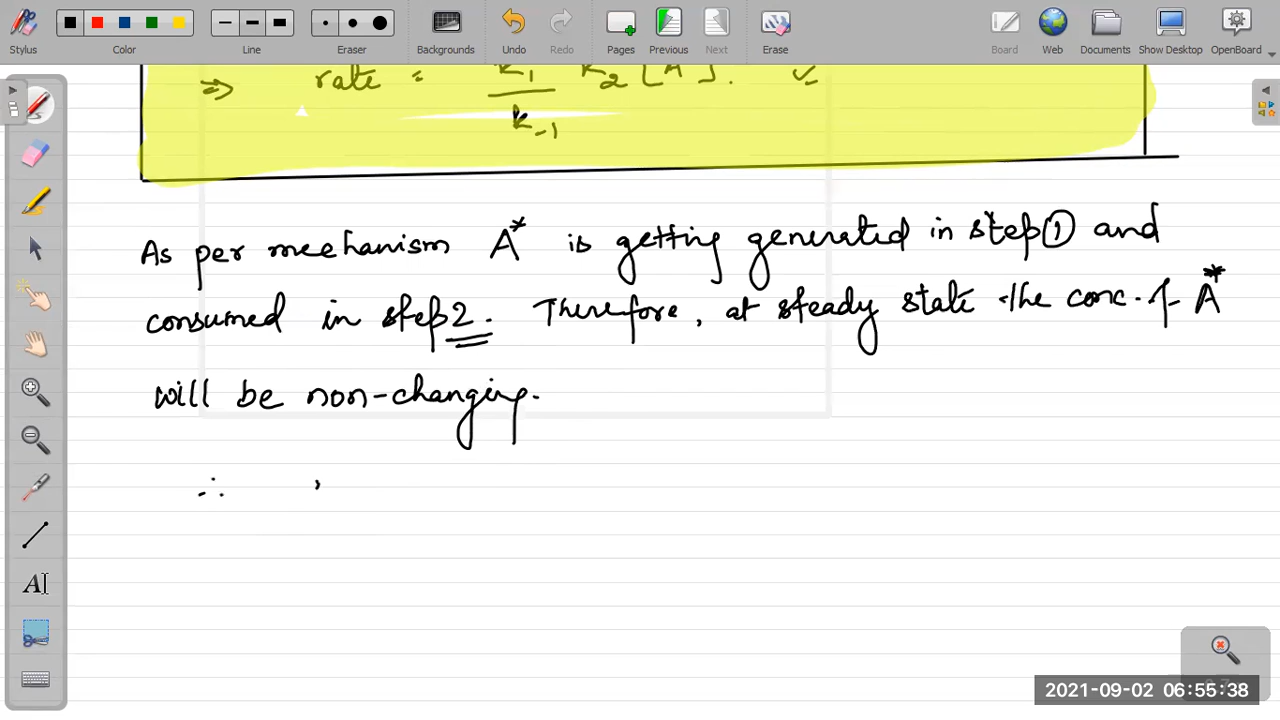 Stylus
Color
Line
Eraser
Backgrounds
Undo
Redo
Pages
Previous
Next
Erase
Board
Web
Documents
Show Desktop
OpenBoard
⇒ rate = k₁ / k₋₁ k₂ [A]. ✓
As per mechanism A* is getting generated in step ① and
consumed in step 2. Therefore, at steady state the conc. of A*
will be non-changing.
∴
2021-09-02 06:55:38